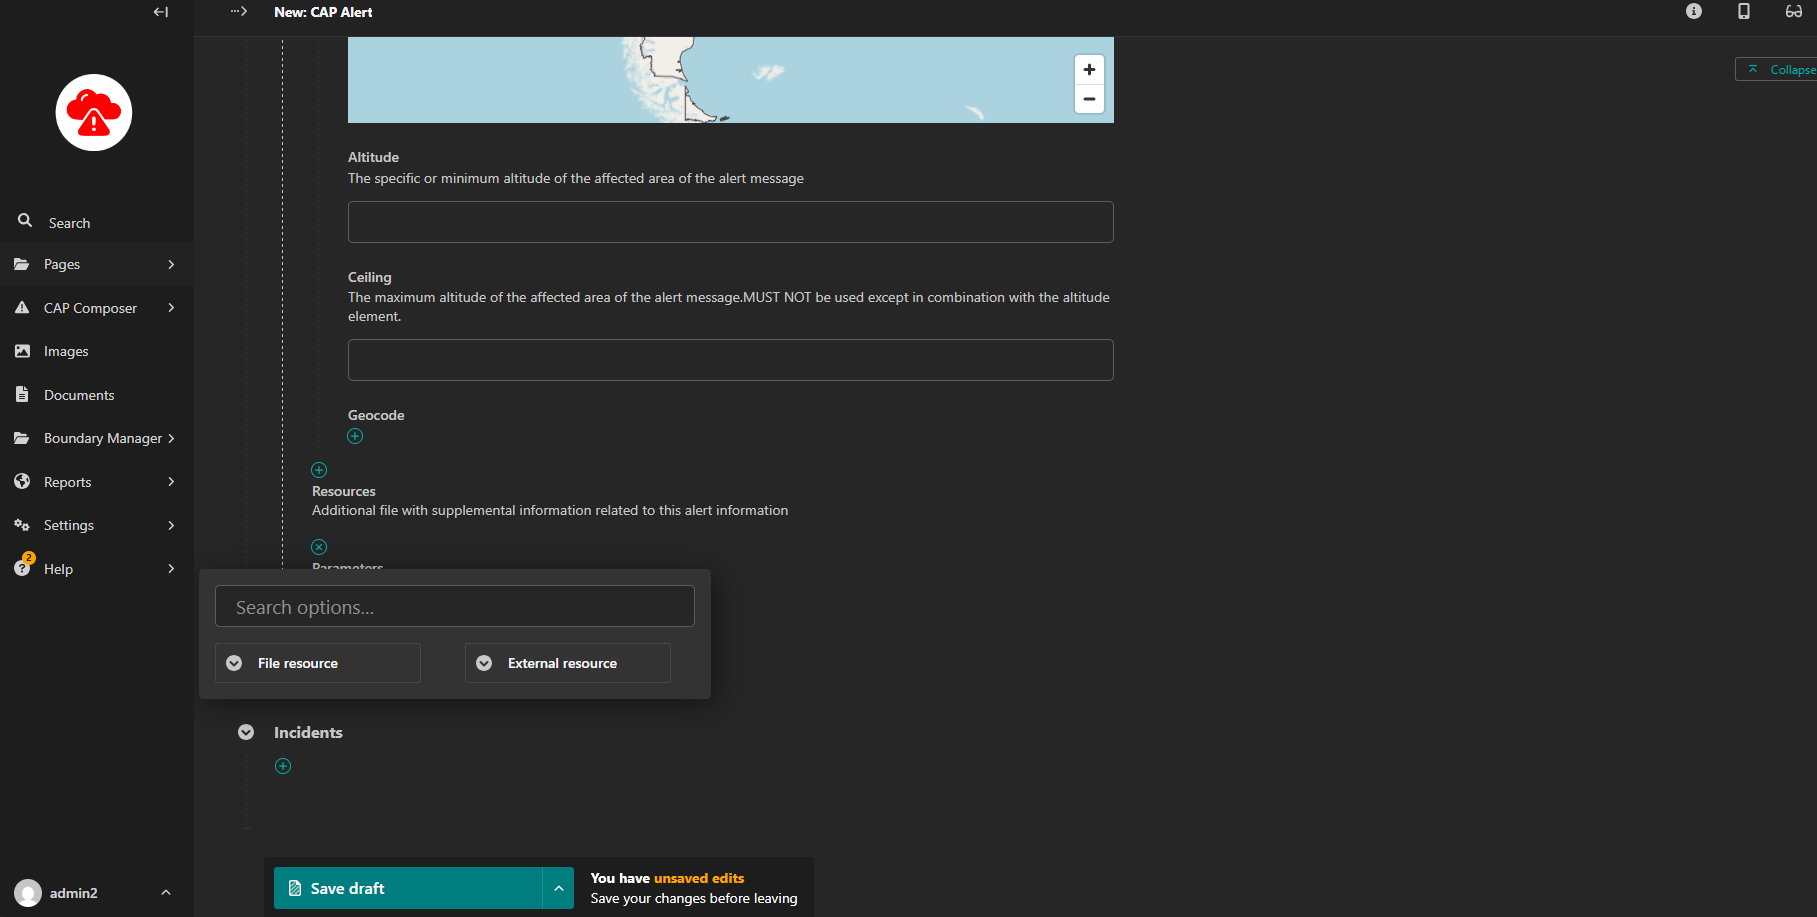 New: CAP Alert
Collapse
Search
Pages
CAP Composer
Images
Documents
Boundary Manager
Reports
Settings
2
Help
admin2
+
−
Altitude
The specific or minimum altitude of the affected area of the alert message
Ceiling
The maximum altitude of the affected area of the alert message.MUST NOT be used except in combination with the altitude
element.
Geocode
Resources
Additional file with supplemental information related to this alert information
Parameters
Search options...
File resource
External resource
Incidents
Save draft
You have unsaved edits
Save your changes before leaving